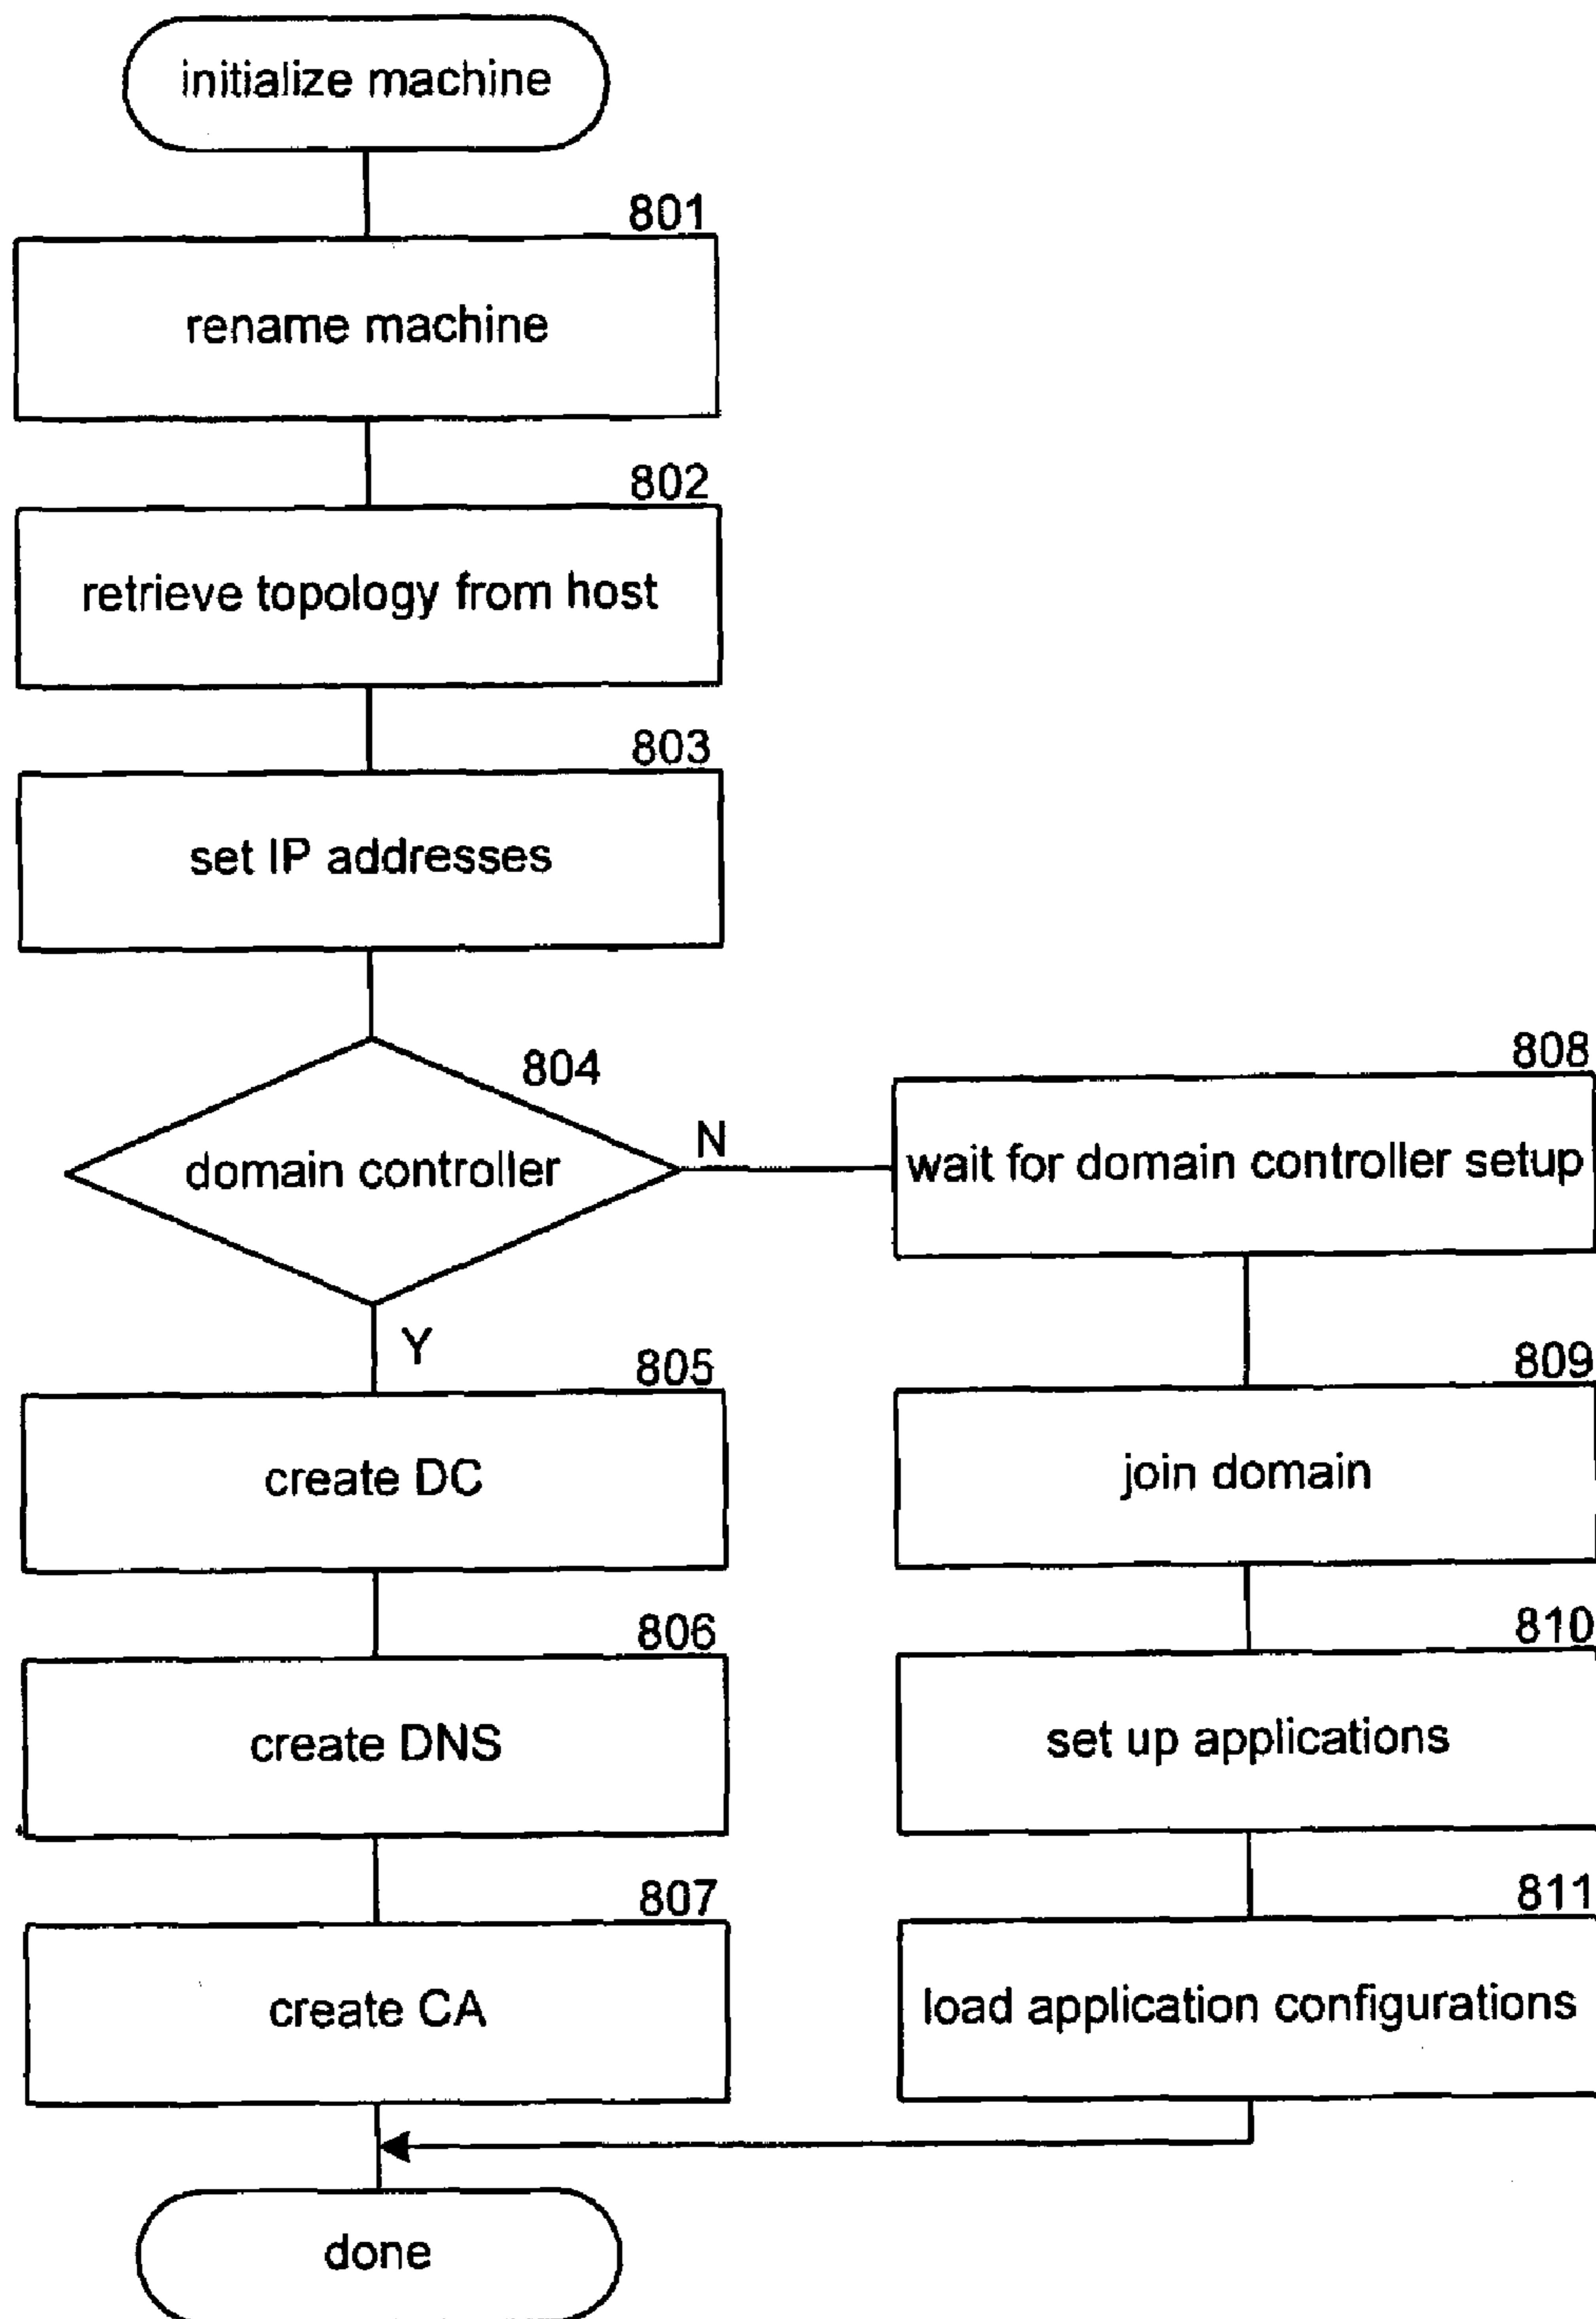 initialize machine
801
rename machine
802
retrieve topology from host
803
set IP addresses
804
domain controller
N
Y
805
create DC
806
create DNS
807
create CA
808
wait for domain controller setup
809
join domain
810
set up applications
811
load application configurations
done